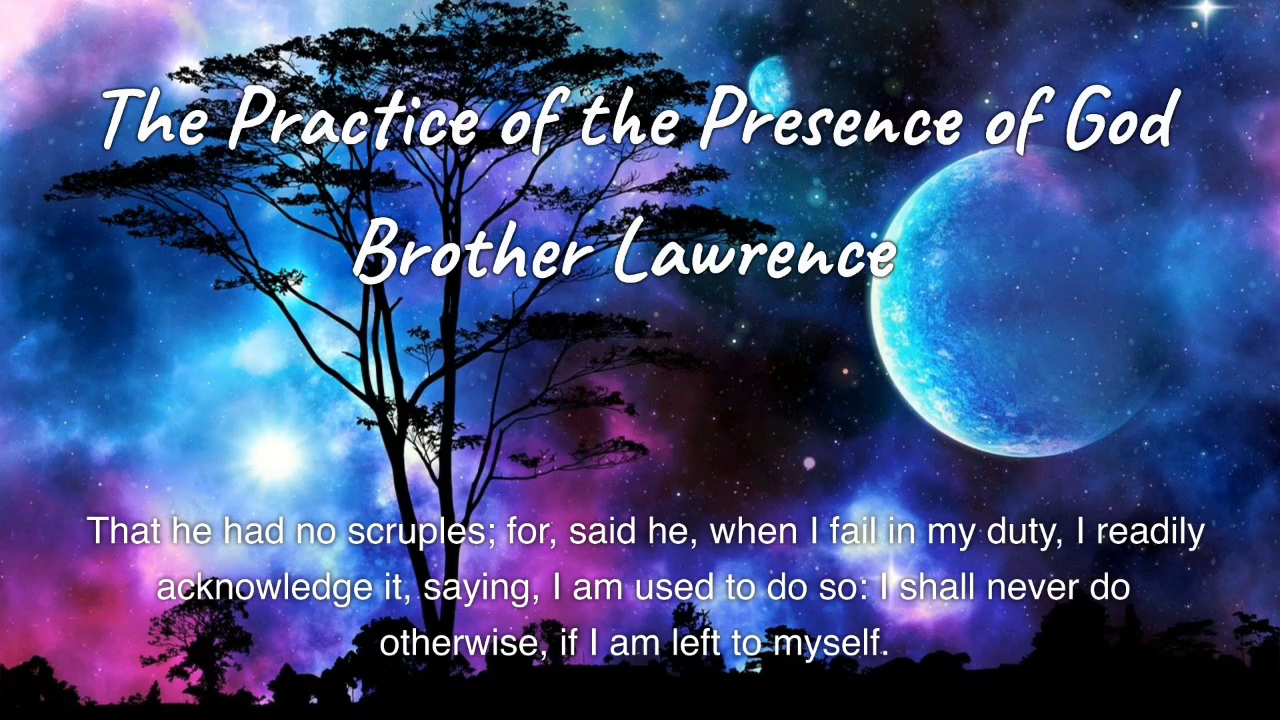 The Practice of the Presence of God
Brother Lawrence
That he had no scruples; for, said he, when I fail in my duty, I readily
acknowledge it, saying, I am used to do so: I shall never do
otherwise, if I am left to myself.